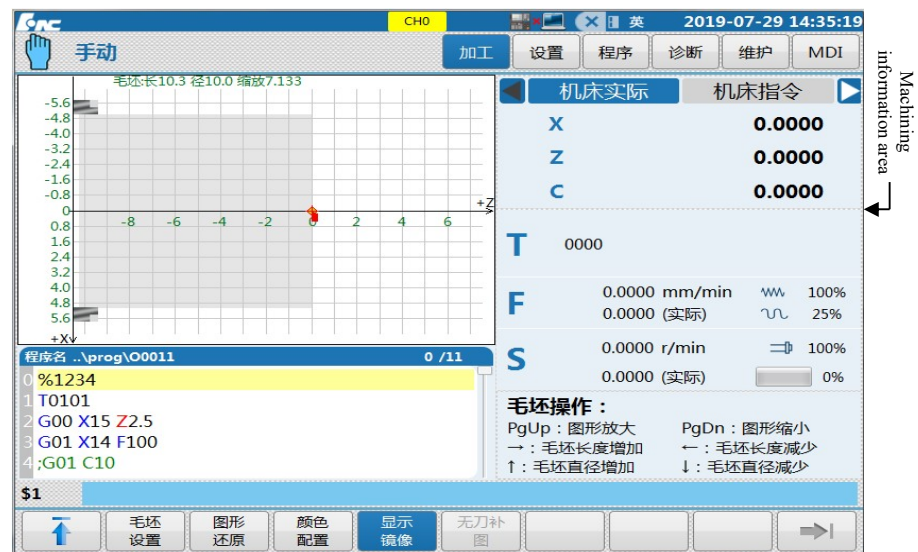 HNC
CH0
英
2019-07-29 14:35:19
手动
加工
设置
程序
诊断
维护
MDI
毛坯:长10.3 径10.0 缩放7.133
-5.6
-4.8
-4.0
-3.2
-2.4
-1.6
-0.8
0
0.8
1.6
2.4
3.2
4.0
4.8
5.6
-8 -6 -4 -2 0 2 4 6
+Z
+X
程序名 ..\prog\O0011 0 /11
0 %1234
1 T0101
2 G00 X15 Z2.5
3 G01 X14 F100
4 ;G01 C10
机床实际
机床指令
X 0.0000
Z 0.0000
C 0.0000
T 0000
F 0.0000 mm/min 100%
0.0000 (实际) 25%
S 0.0000 r/min 100%
0.0000 (实际) 0%
毛坯操作：
PgUp：图形放大 PgDn：图形缩小
→：毛坯长度增加 ←：毛坯长度减少
↑：毛坯直径增加 ↓：毛坯直径减少
$1
毛坯
设置
图形
还原
颜色
配置
显示
镜像
无刀补
图
Machining
information area